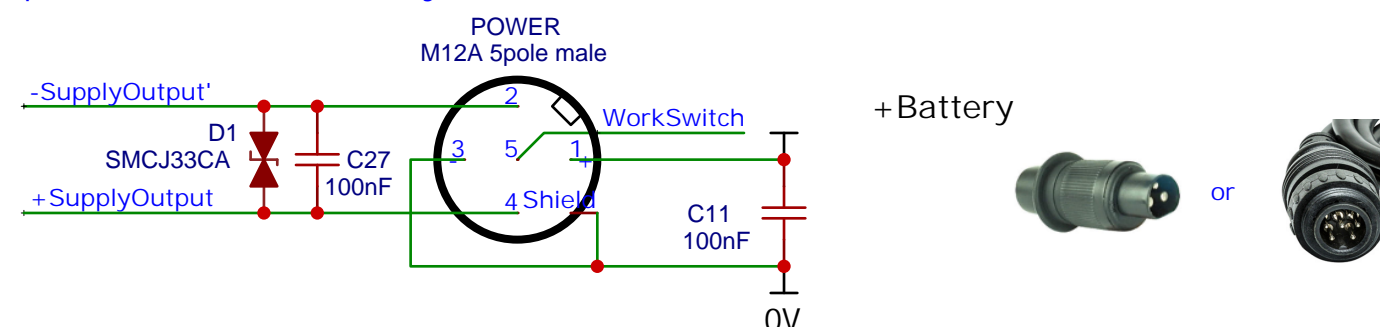 POWER
M12A 5pole male
-SupplyOutput'
2
WorkSwitch
+Battery
D1
SMCJ33CA
C27
100nF
3
-
5
1
+
or
+SupplyOutput
4
Shield
C11
100nF
0V